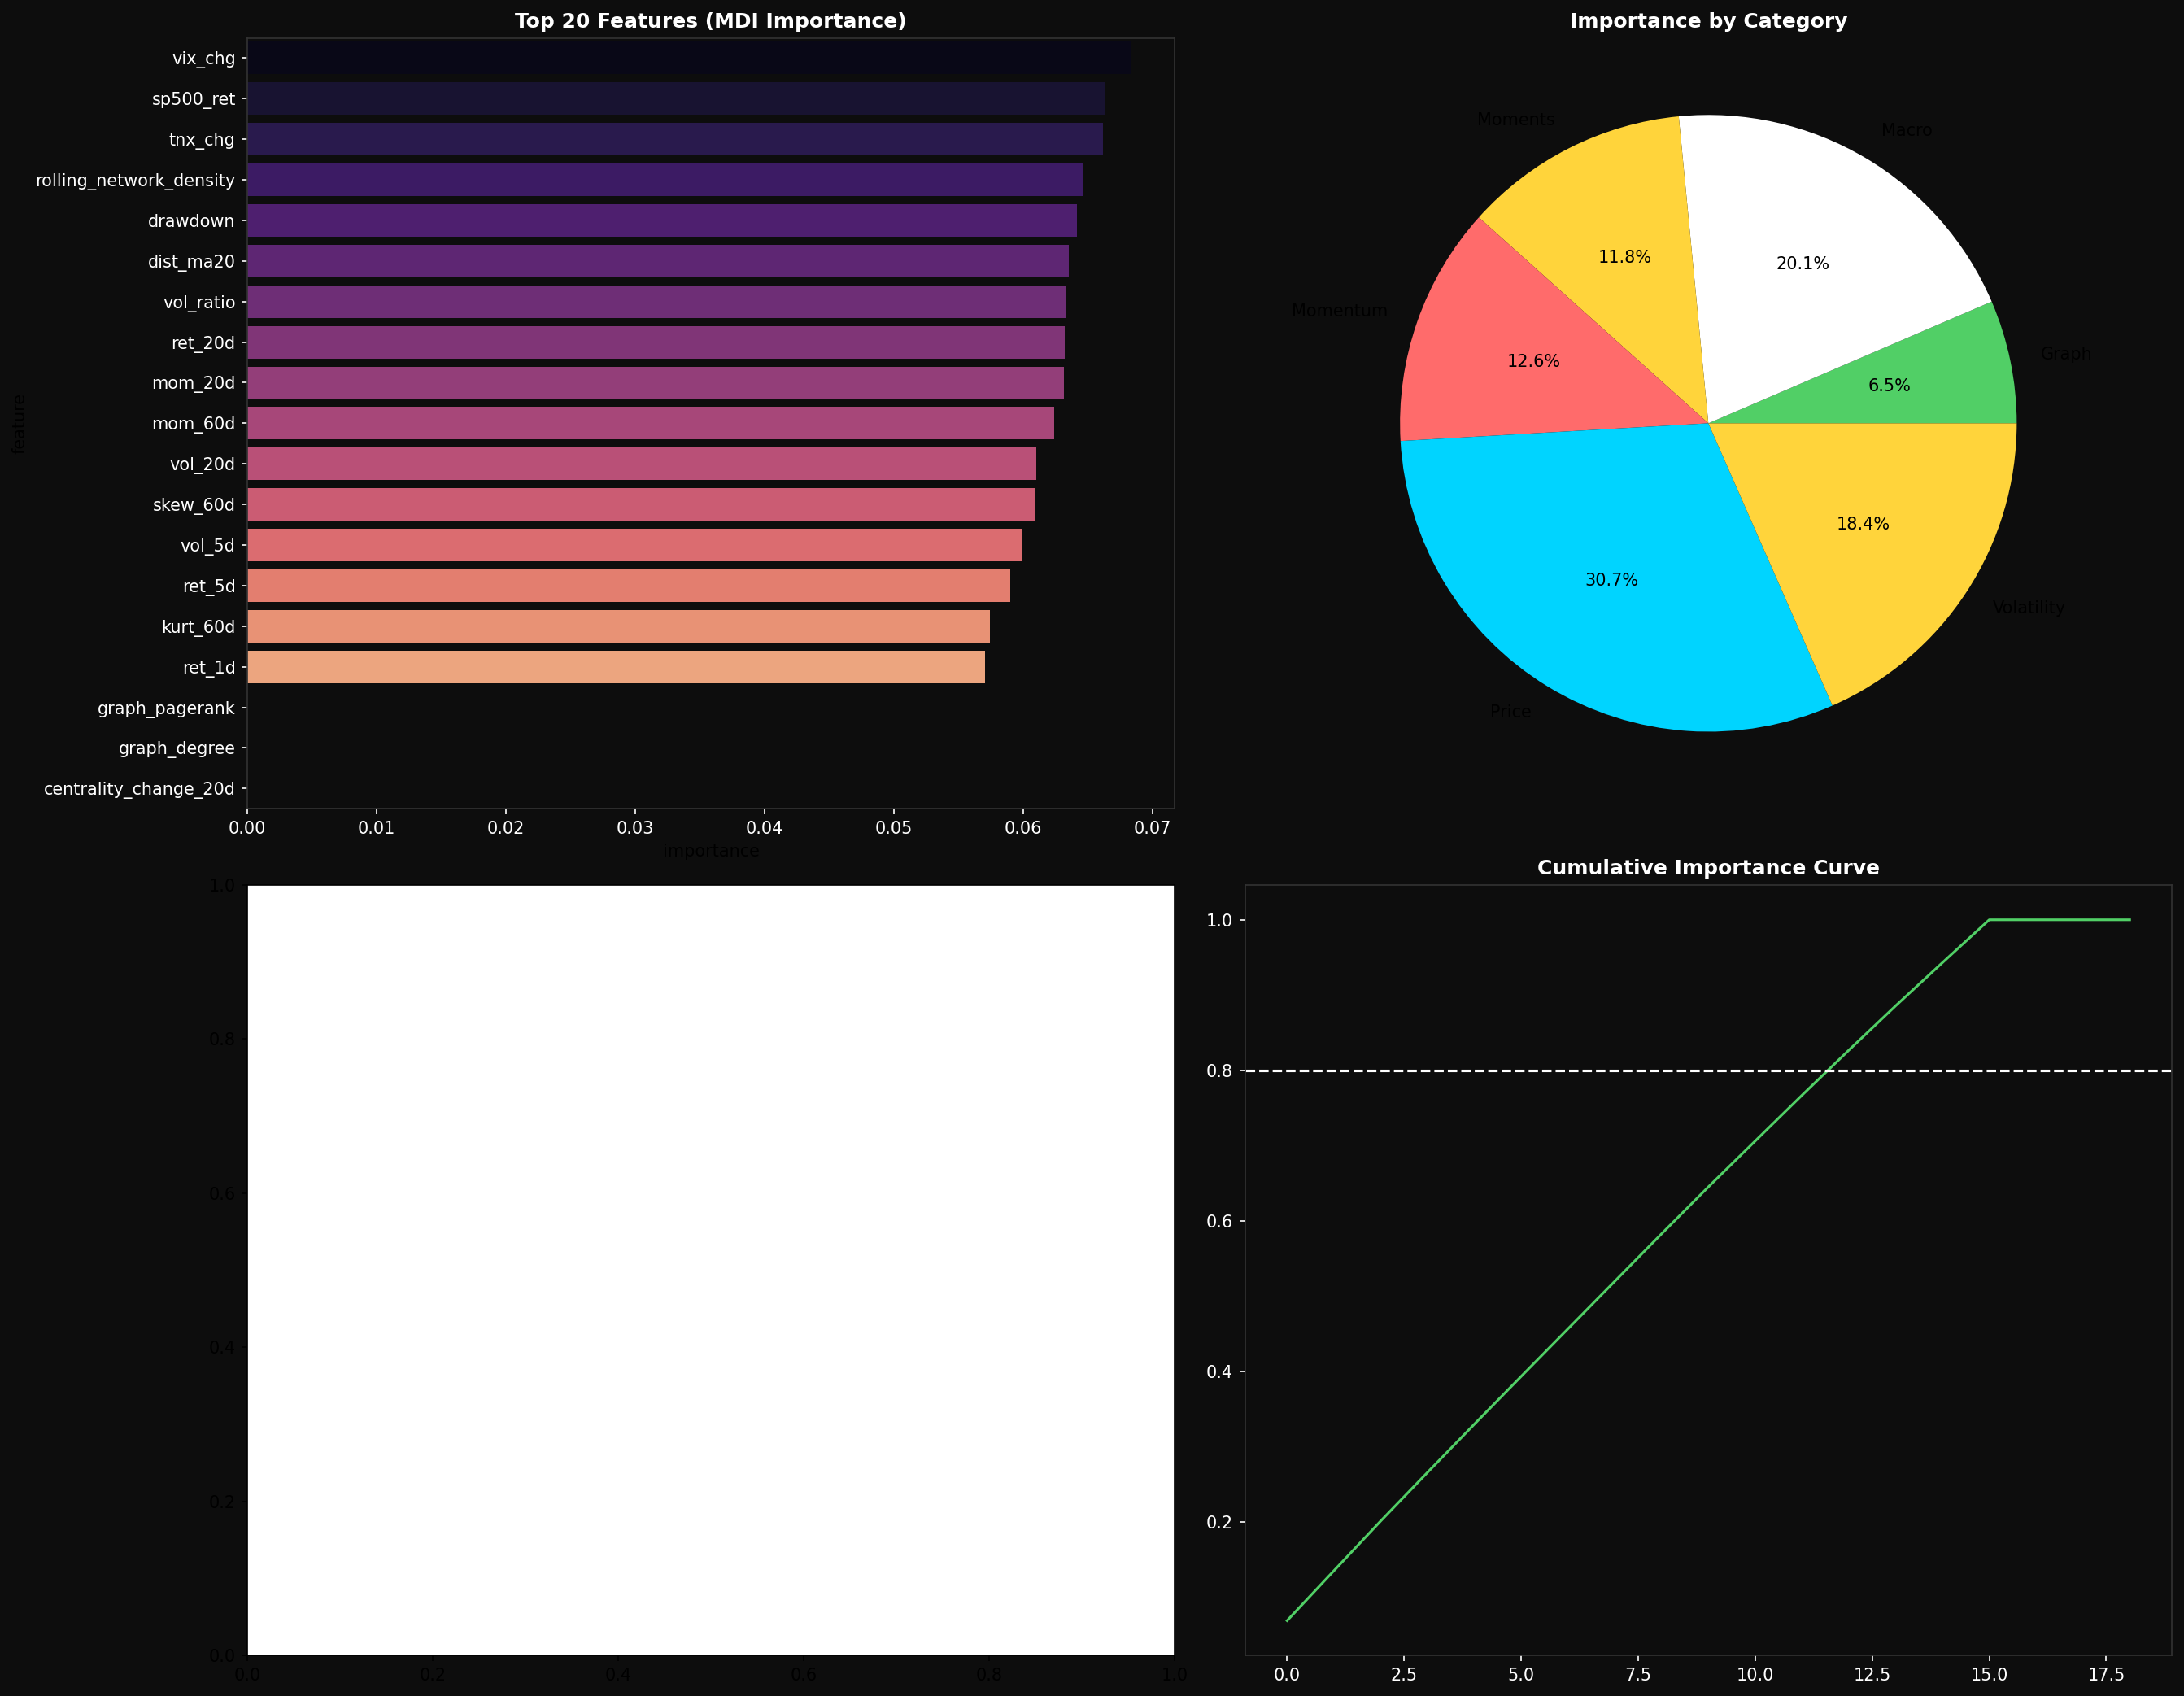 Top 20 Features (MDI Importance)
feature
vix_chg
sp500_ret
tnx_chg
rolling_network_density
drawdown
dist_ma20
vol_ratio
ret_20d
mom_20d
mom_60d
vol_20d
skew_60d
vol_5d
ret_5d
kurt_60d
ret_1d
graph_pagerank
graph_degree
centrality_change_20d
0.00 0.01 0.02 0.03 0.04 0.05 0.06 0.07
importance
Importance by Category
Moments
Macro
Momentum
Graph
Price
Volatility
11.8%
20.1%
12.6%
6.5%
30.7%
18.4%
1.0
0.8
0.6
0.4
0.2
0.0
0.0 0.2 0.4 0.6 0.8 1.0
Cumulative Importance Curve
1.0
0.8
0.6
0.4
0.2
0.0 2.5 5.0 7.5 10.0 12.5 15.0 17.5